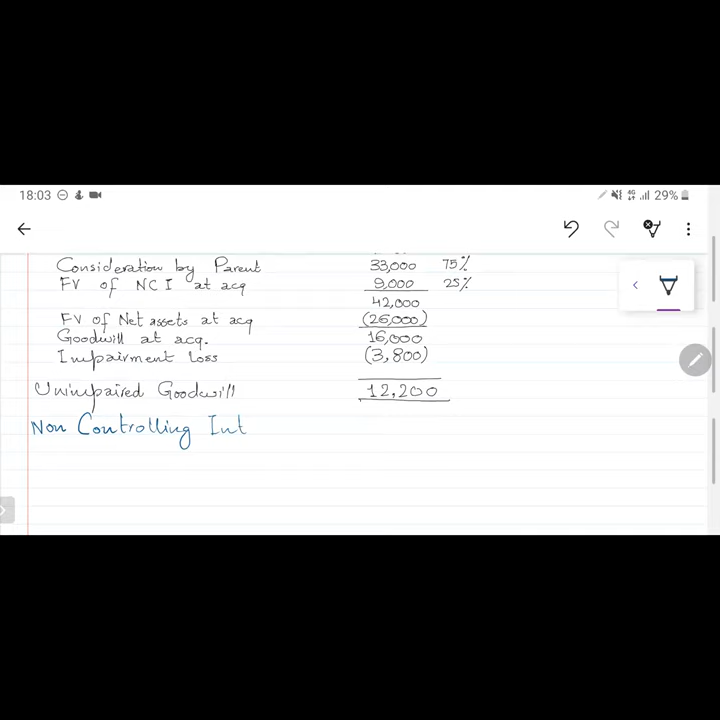 18:03 4G 29%
Consideration by Parent 33,000 75%
FV of NCI at acq 9,000 25%
42,000
FV of Net assets at acq (26,000)
Goodwill at acq. 16,000
Impairment Loss (3,800)
Unimpaired Goodwill 12,200
Non Controlling Int